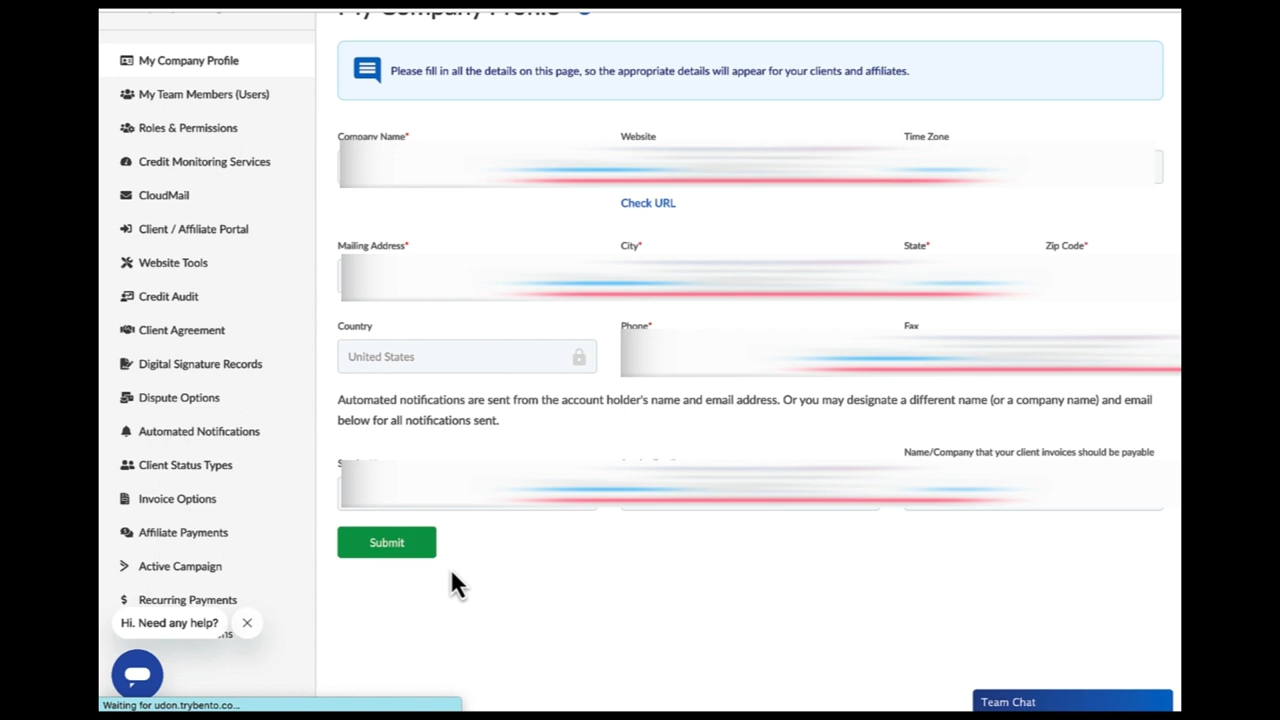 My Company Profile
My Company Profile
My Team Members (Users)
Roles & Permissions
Credit Monitoring Services
CloudMail
Client / Affiliate Portal
Website Tools
Credit Audit
Client Agreement
Digital Signature Records
Dispute Options
Automated Notifications
Client Status Types
Invoice Options
Affiliate Payments
Active Campaign
$ Recurring Payments
Hi. Need any help?
Waiting for udon.trybento.co...
Please fill in all the details on this page, so the appropriate details will appear for your clients and affiliates.
Company Name* Website Time Zone
Check URL
Mailing Address* City* State* Zip Code*
Country Phone* Fax
United States
Automated notifications are sent from the account holder's name and email address. Or you may designate a different name (or a company name) and email
below for all notifications sent.
Name/Company that your client invoices should be payable
Submit
Team Chat